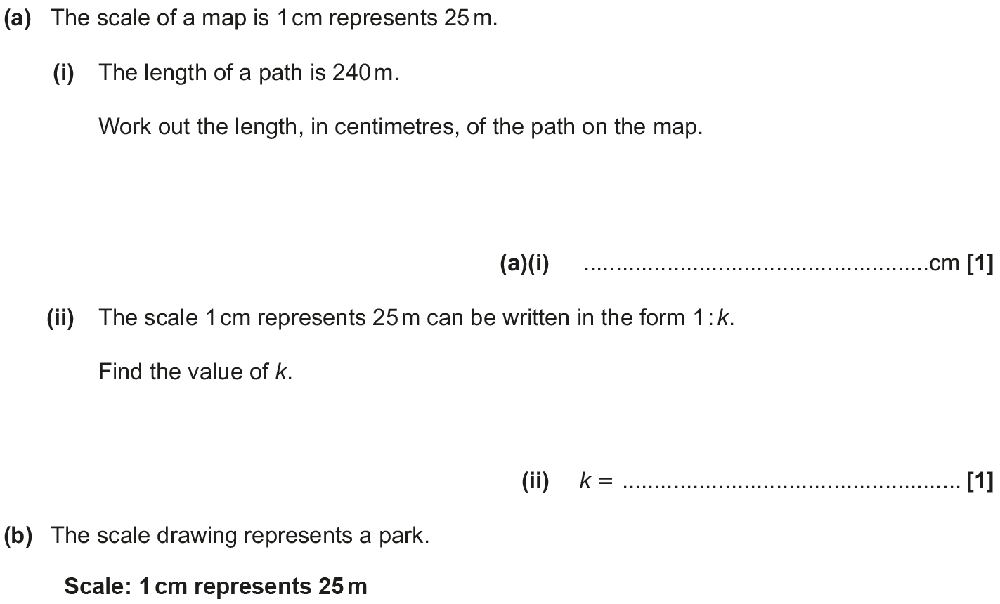 (a) The scale of a map is 1 cm represents 25 m.
(i) The length of a path is 240 m.
Work out the length, in centimetres, of the path on the map.
(a)(i) ......................................................cm [1]
(ii) The scale 1 cm represents 25 m can be written in the form 1 : k.
Find the value of k.
(ii) k = ..................................................... [1]
(b) The scale drawing represents a park.
Scale: 1 cm represents 25 m